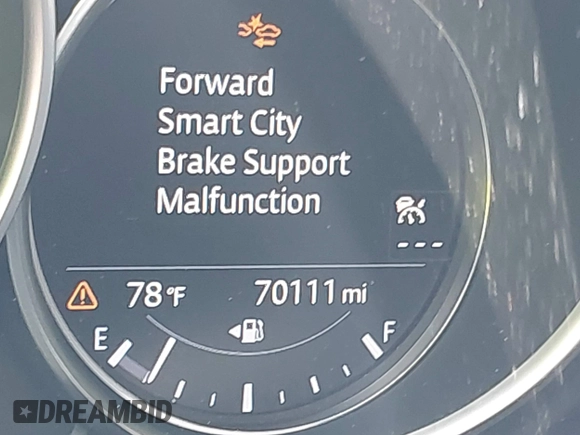 Forward
Smart City
Brake Support
Malfunction
---
78°F 70111 mi
E F
DREAMBID